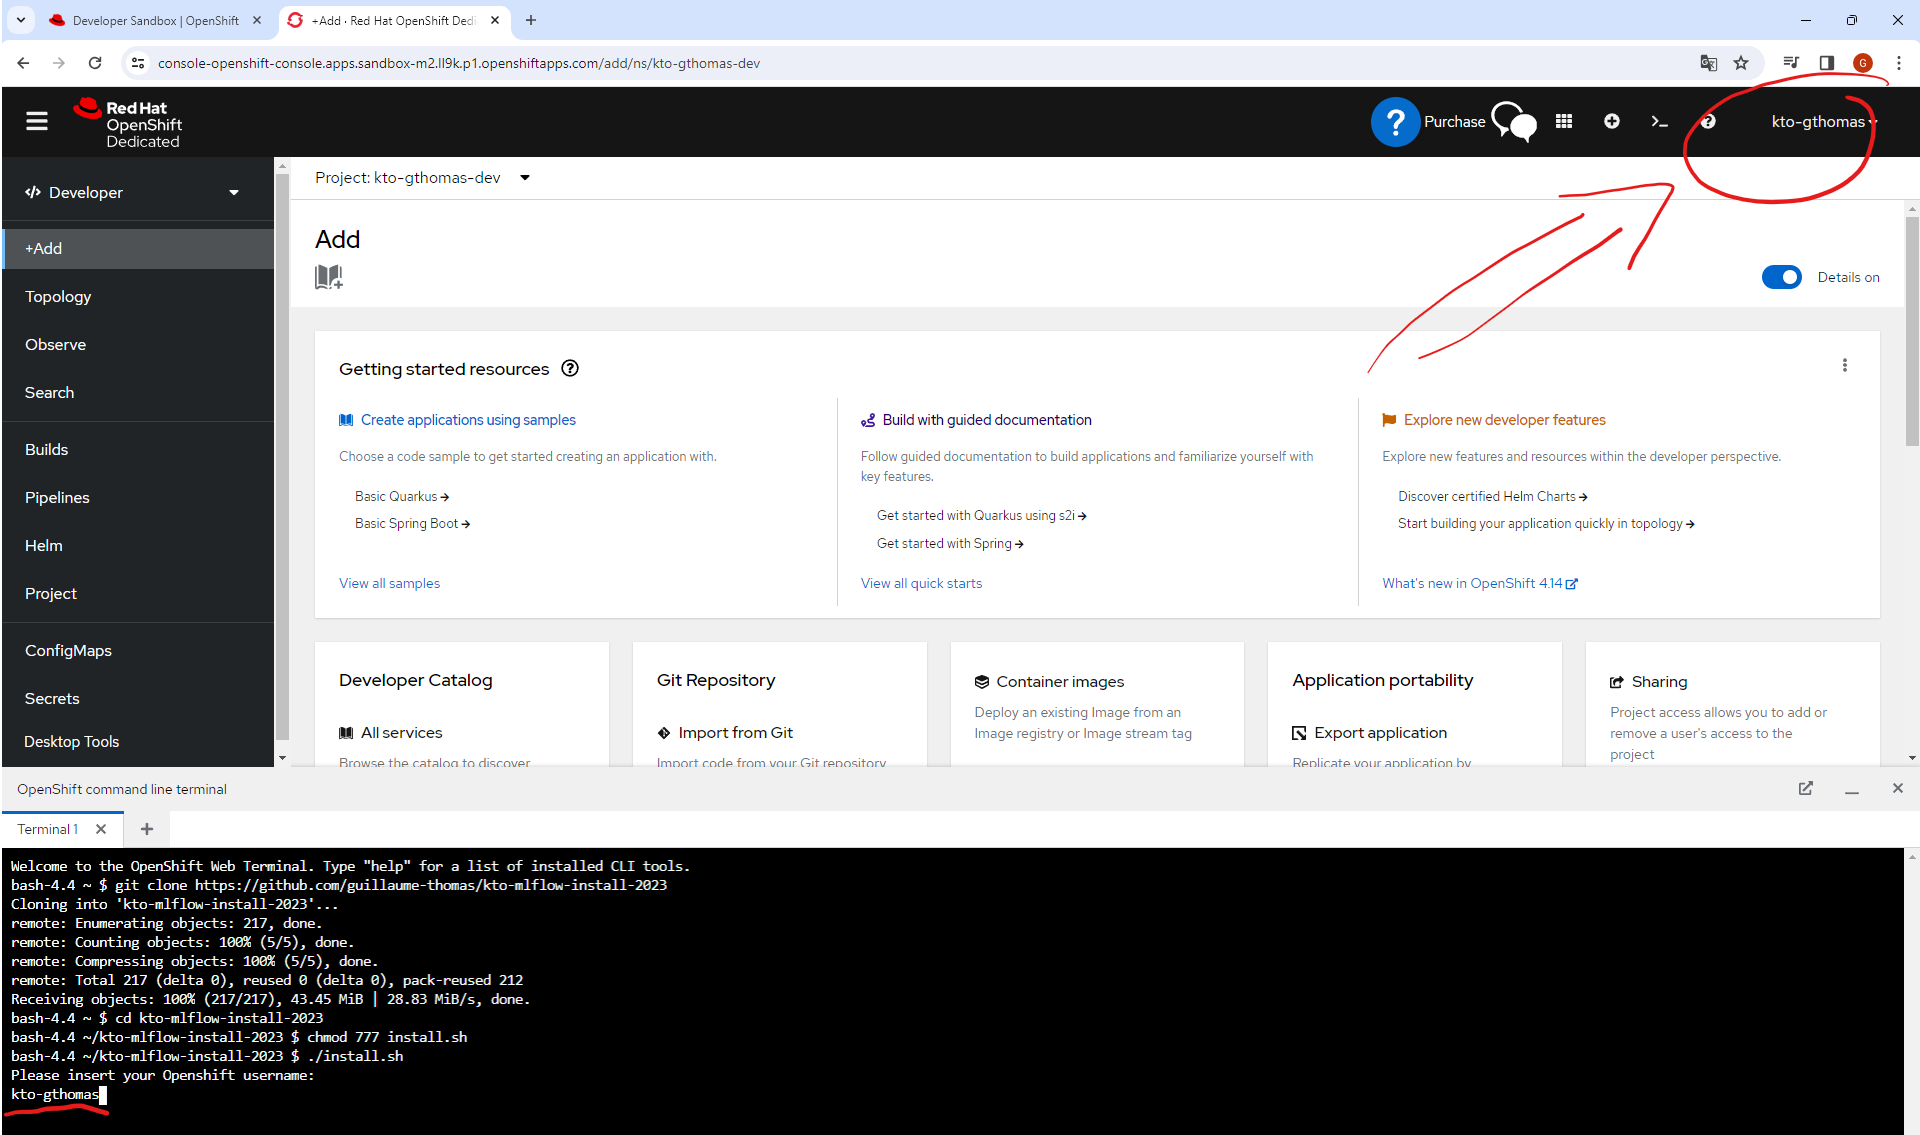 Developer Sandbox | OpenShift
+Add · Red Hat OpenShift Dedi
console-openshift-console.apps.sandbox-m2.ll9k.p1.openshiftapps.com/add/ns/kto-gthomas-dev
G
Red Hat
OpenShift
Dedicated
Purchase
kto-gthomas
Developer
Project: kto-gthomas-dev
+Add
Topology
Observe
Search
Builds
Pipelines
Helm
Project
ConfigMaps
Secrets
Desktop Tools
Add
Details on
Getting started resources
Create applications using samples
Choose a code sample to get started creating an application with.
Basic Quarkus
Basic Spring Boot
View all samples
Build with guided documentation
Follow guided documentation to build applications and familiarize yourself with
key features.
Get started with Quarkus using s2i
Get started with Spring
View all quick starts
Explore new developer features
Explore new features and resources within the developer perspective.
Discover certified Helm Charts
Start building your application quickly in topology
What's new in OpenShift 4.14
Developer Catalog
All services
Browse the catalog to discover
Git Repository
Import from Git
Import code from your Git repository
Container images
Deploy an existing Image from an
Image registry or Image stream tag
Application portability
Export application
Replicate your application by
Sharing
Project access allows you to add or
remove a user's access to the
project
OpenShift command line terminal
Terminal 1
Welcome to the OpenShift Web Terminal. Type "help" for a list of installed CLI tools.
bash-4.4 ~ $ git clone https://github.com/guillaume-thomas/kto-mlflow-install-2023
Cloning into 'kto-mlflow-install-2023'...
remote: Enumerating objects: 217, done.
remote: Counting objects: 100% (5/5), done.
remote: Compressing objects: 100% (5/5), done.
remote: Total 217 (delta 0), reused 0 (delta 0), pack-reused 212
Receiving objects: 100% (217/217), 43.45 MiB | 28.83 MiB/s, done.
bash-4.4 ~ $ cd kto-mlflow-install-2023
bash-4.4 ~/kto-mlflow-install-2023 $ chmod 777 install.sh
bash-4.4 ~/kto-mlflow-install-2023 $ ./install.sh
Please insert your Openshift username:
kto-gthomas